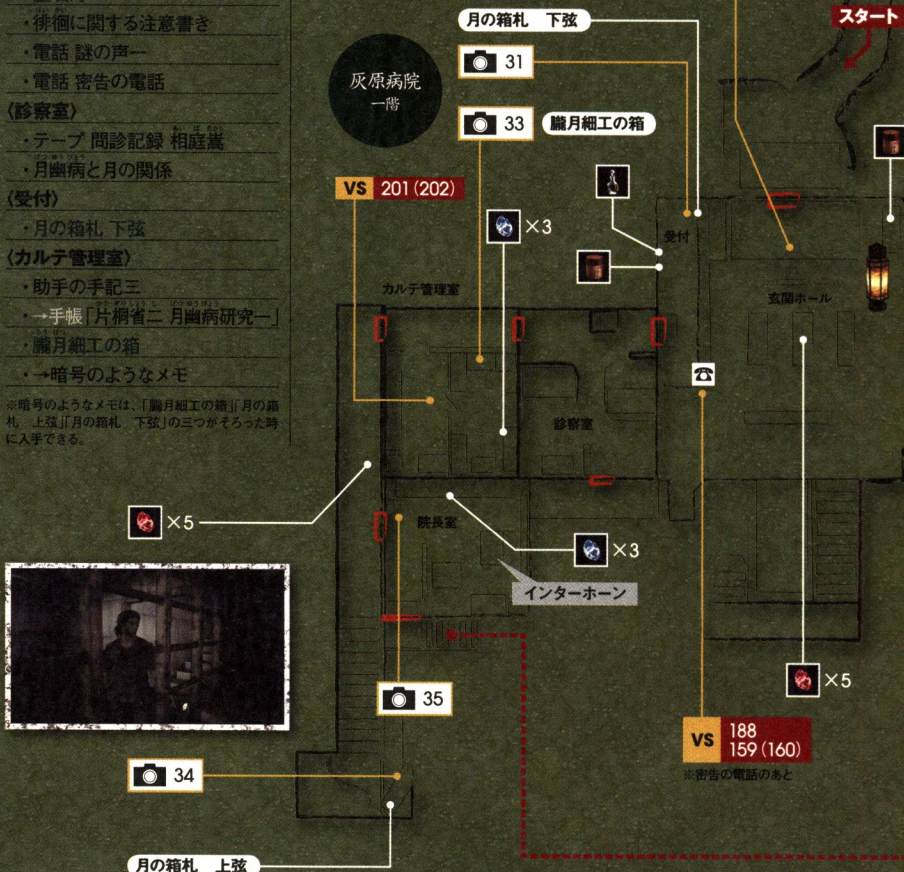 ・徘徊に関する注意書き
・電話 謎の声一
・電話 密告の電話
〈診察室〉
・テープ 問診記録 相庭嵩
・月幽病と月の関係
〈受付〉
・月の箱札 下弦
〈カルテ管理室〉
・助手の手記三
・→手帳「片桐省二 月幽病研究一」
・朧月細工の箱
・→暗号のようなメモ
※暗号のようなメモは、「朧月細工の箱」「月の箱
札 上弦」「月の箱札 下弦」の三つがそろった時
に入手できる。
灰原病院
一階
月の箱札 下弦
31
33
朧月細工の箱
スタート
VS 201(202)
×3
受付
カルテ管理室
玄関ホール
診察室
×5
院長室
×3
インターホーン
35
×5
VS 188
159(160)
※密告の電話のあと
34
月の箱札 上弦